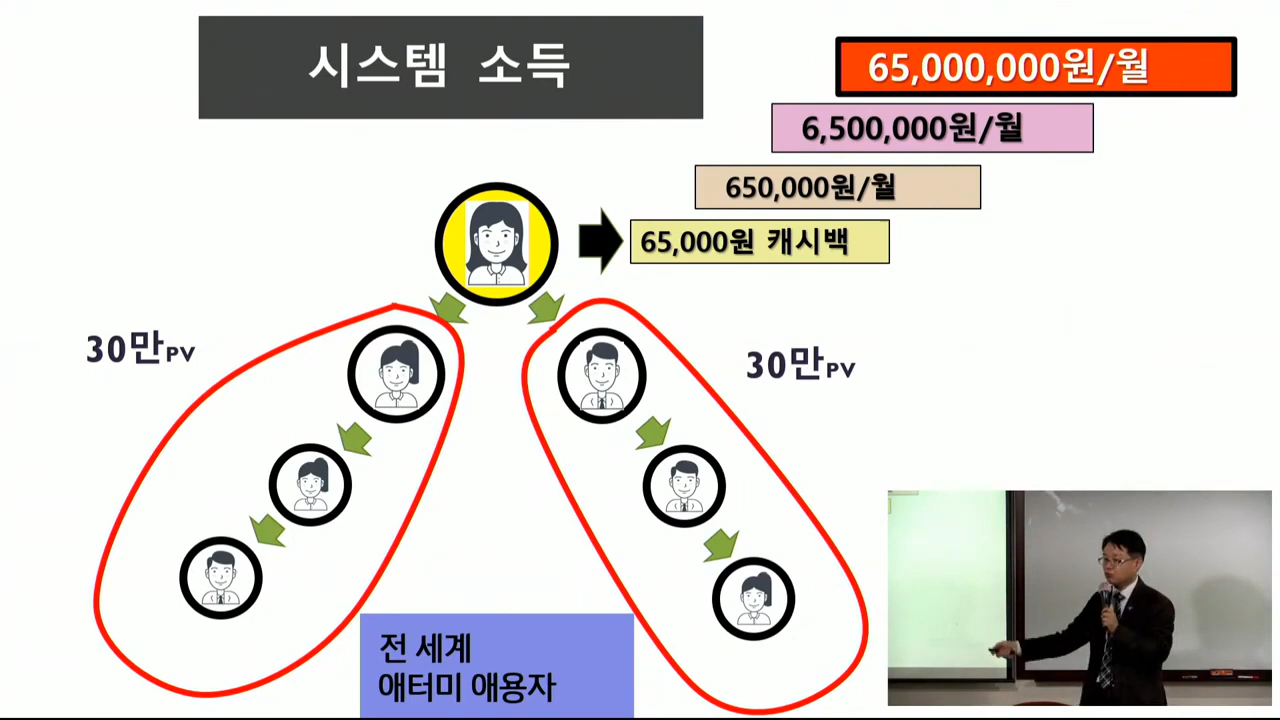 시스템 소득
65,000,000원/월
6,500,000원/월
650,000원/월
65,000원 캐시백
30만PV
30만PV
전 세계
애터미 애용자